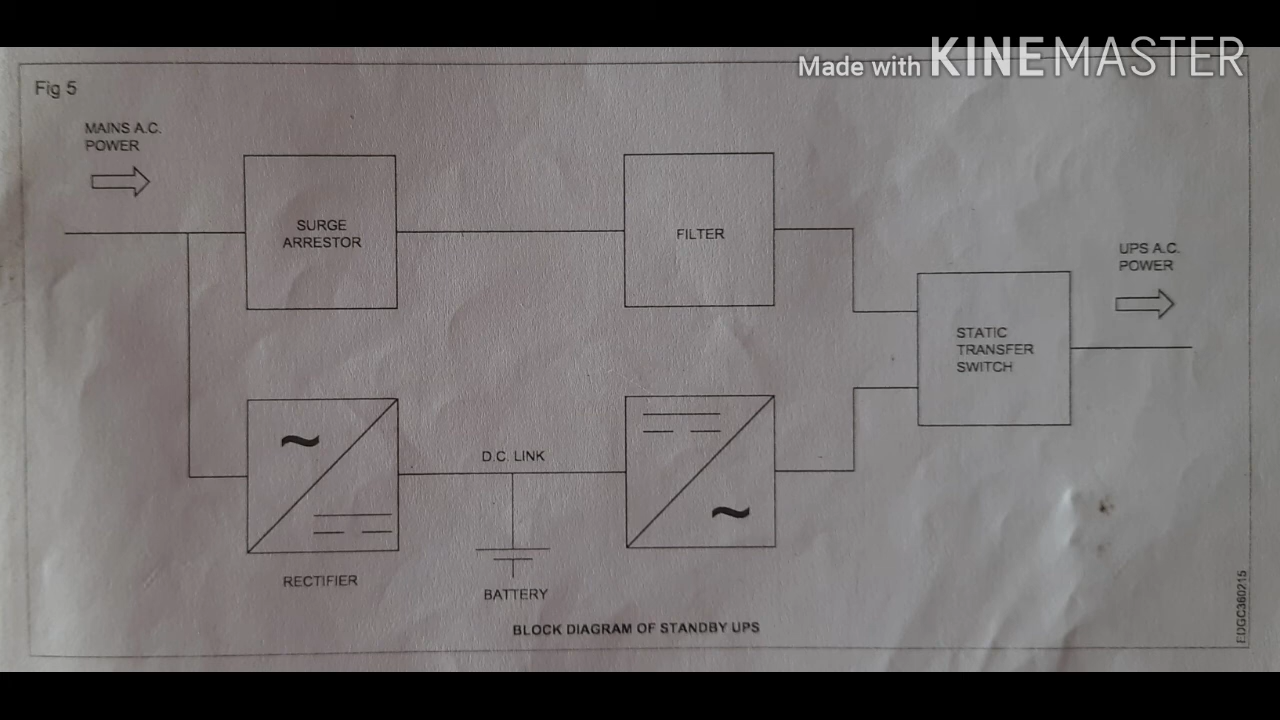 Made with KINEMASTER
Fig 5
MAINS A.C.
POWER
SURGE
ARRESTOR
FILTER
UPS A.C.
POWER
STATIC
TRANSFER
SWITCH
D.C. LINK
RECTIFIER
BATTERY
BLOCK DIAGRAM OF STANDBY UPS
EDGC360215